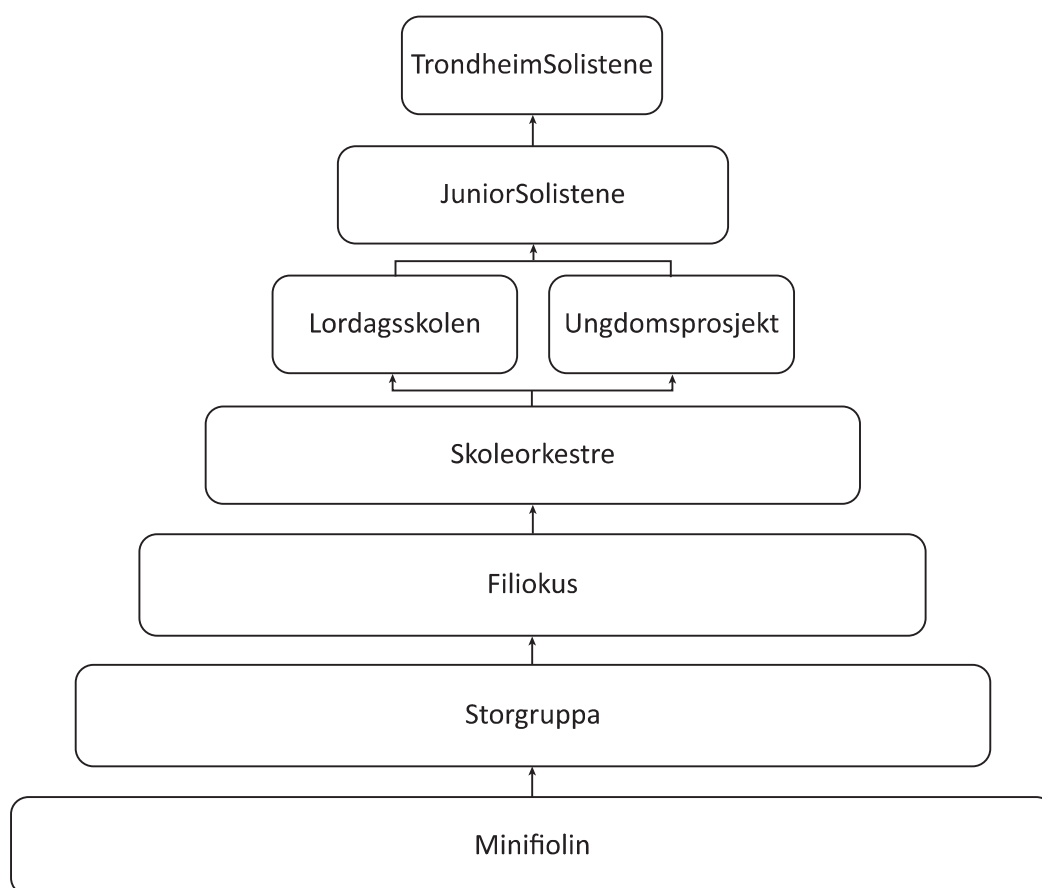 TrondheimSolistene
JuniorSolistene
Lordagsskolen
Ungdomsprosjekt
Skoleorkestre
Filiokus
Storgruppa
Minifiolin